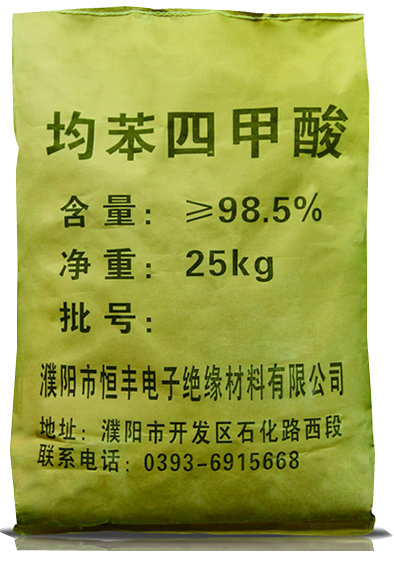 均苯四甲酸
含量：≥98.5%
净重：25kg
批号：
濮阳市恒丰电子绝缘材料有限公司
地址：濮阳市开发区石化路西段
联系电话：0393-6915668